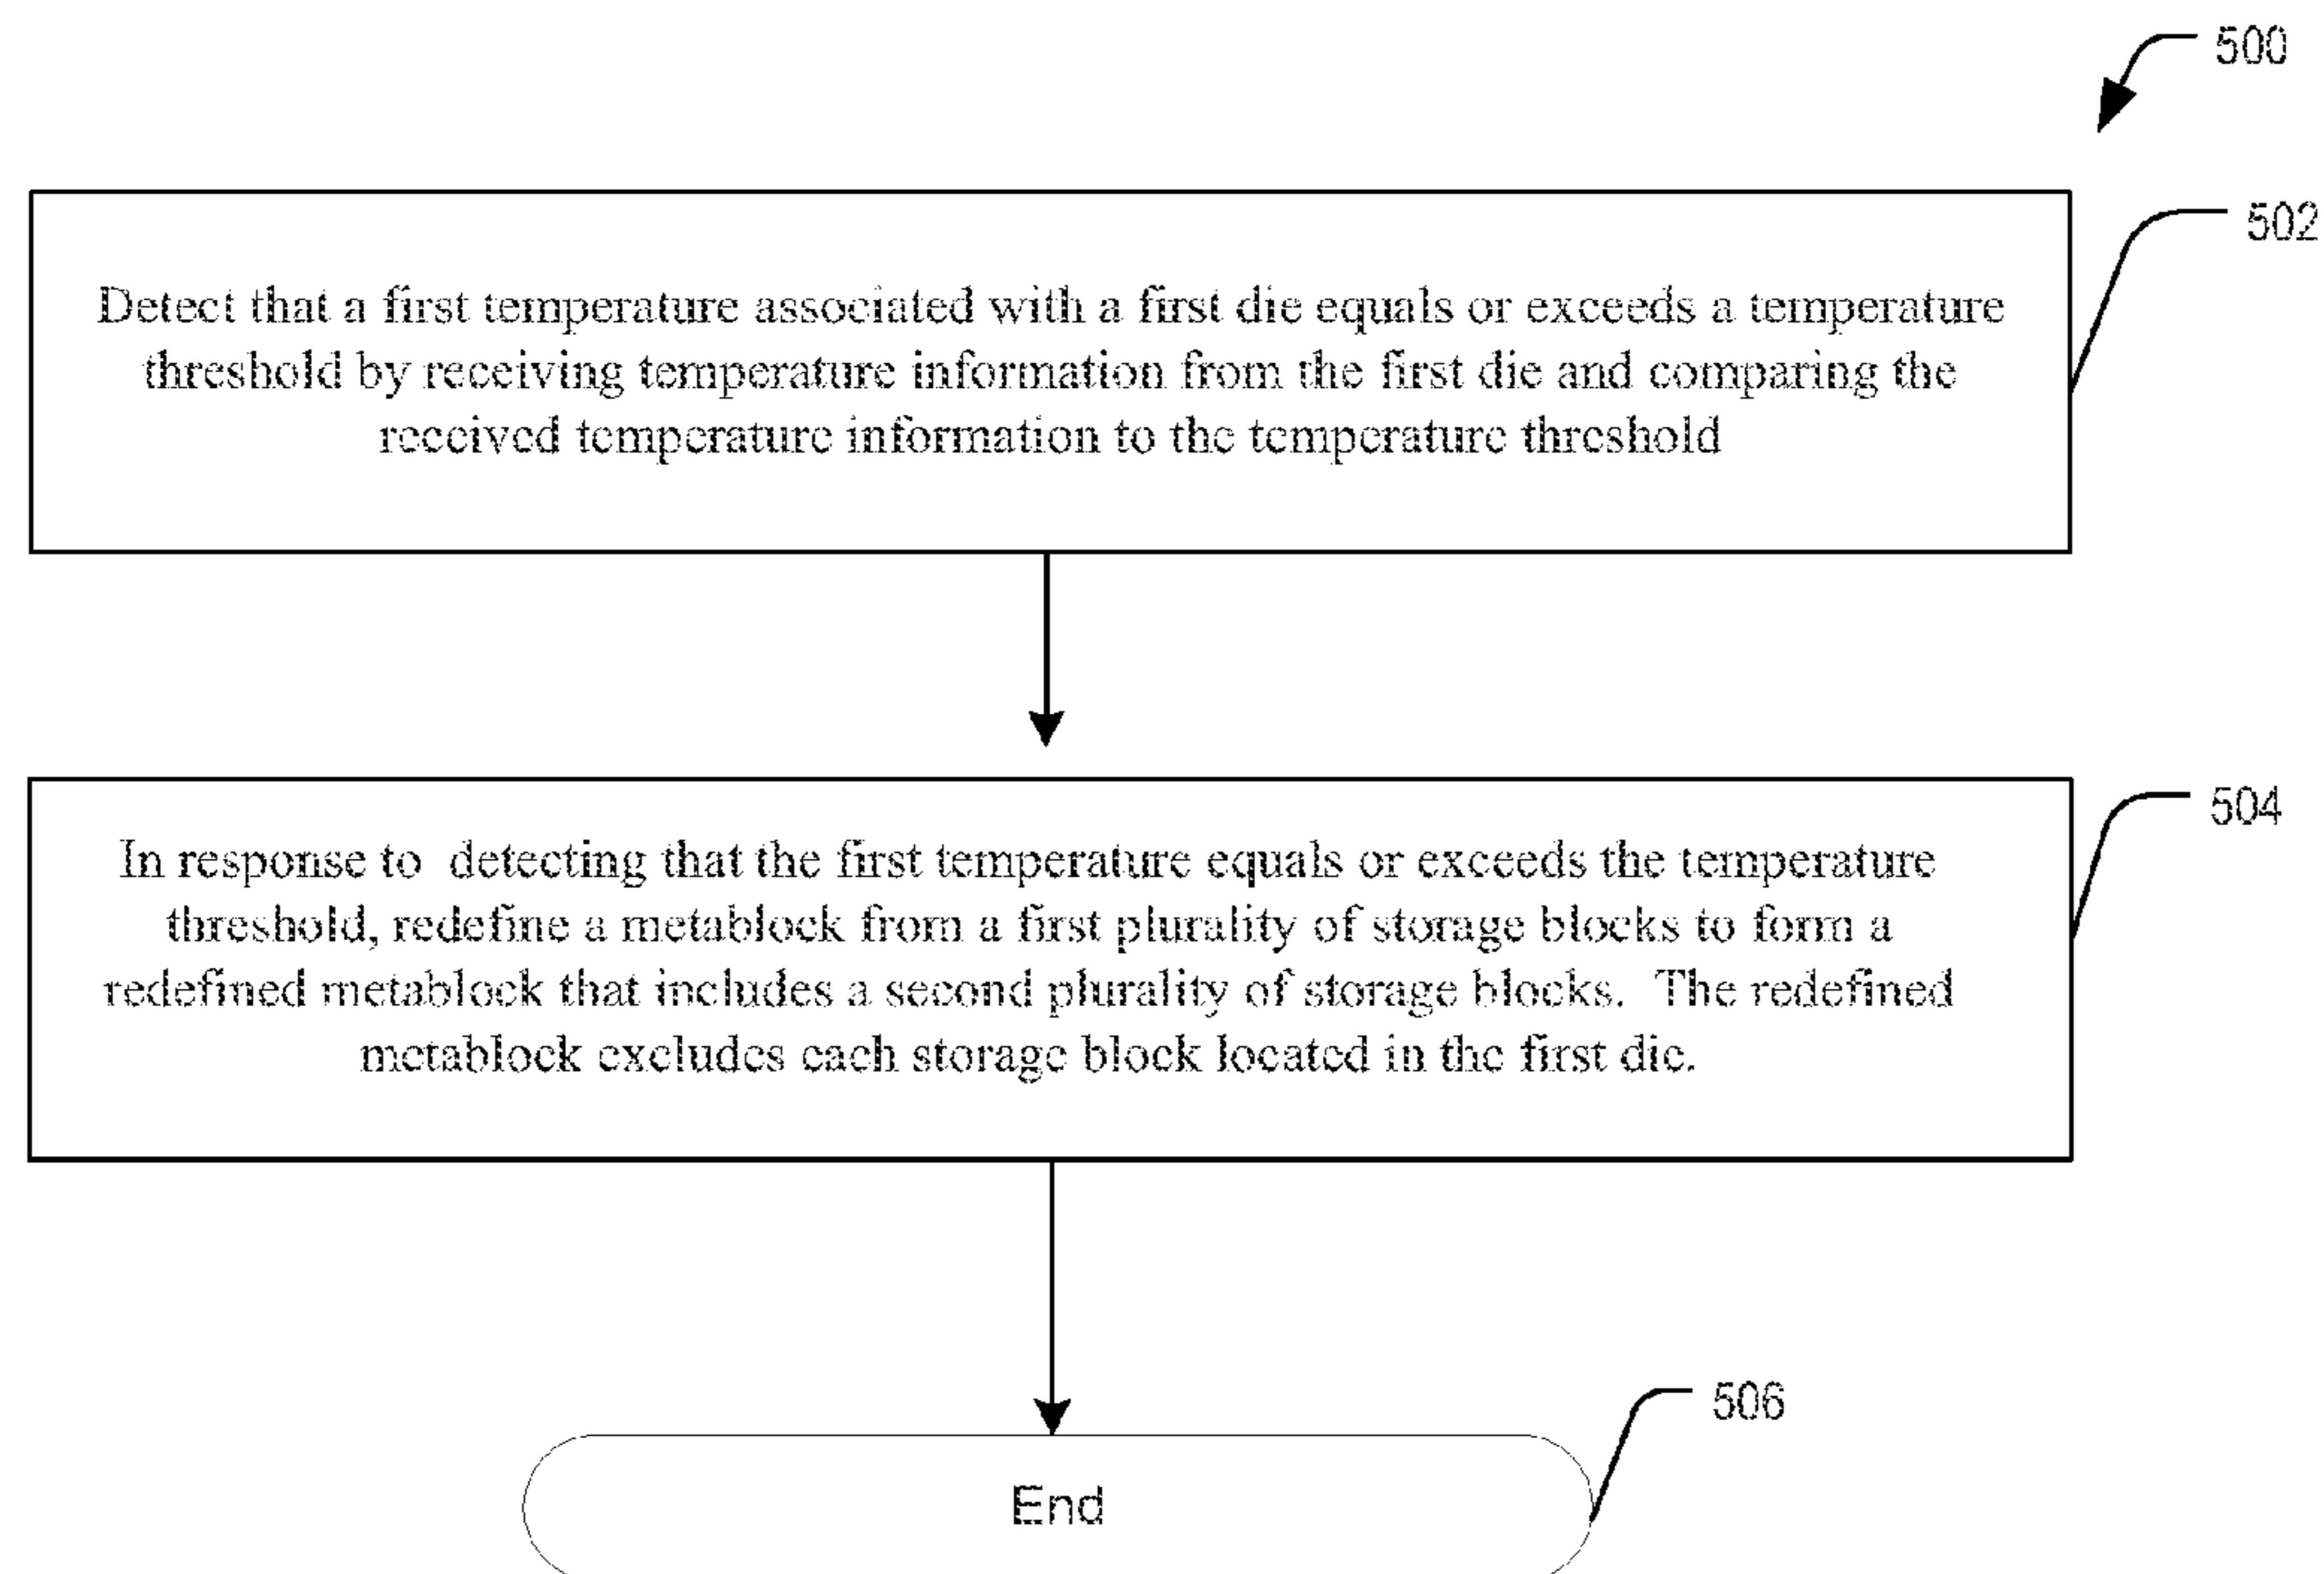 500
502
Detect that a first temperature associated with a first die equals or exceeds a temperature
threshold by receiving temperature information from the first die and comparing the
received temperature information to the temperature threshold
504
In response to  detecting that the first temperature equals or exceeds the temperature
threshold, redefine a metablock from a first plurality of storage blocks to form a
redefined metablock that includes a second plurality of storage blocks.  The redefined
metablock excludes each storage block located in the first die.
506
End